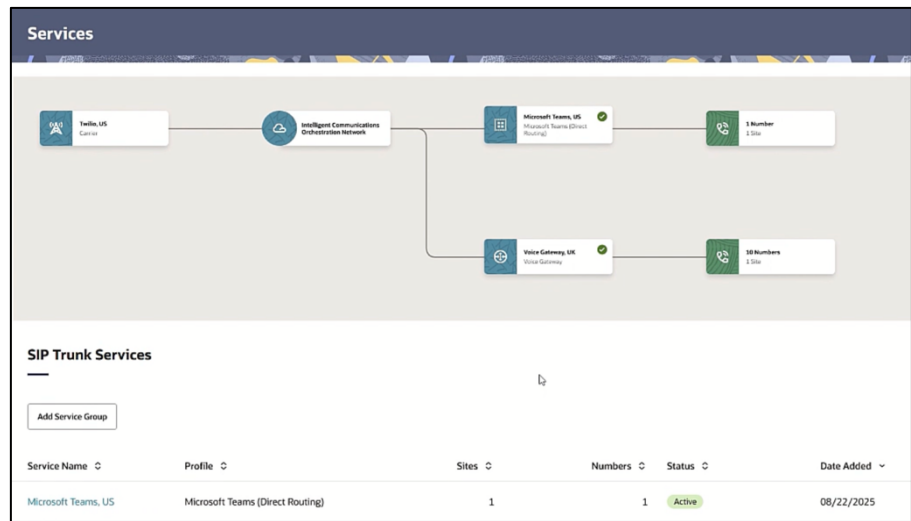 Services
Twilio, US
Carrier
Intelligent Communications
Orchestration Network
Microsoft Teams, US
Microsoft Teams (Direct
Routing)
1 Number
1 Site
Voice Gateway, UK
Voice Gateway
10 Numbers
1 Site
SIP Trunk Services
Add Service Group
Service Name Profile Sites Numbers Status Date Added
Microsoft Teams, US Microsoft Teams (Direct Routing) 1 1 Active 08/22/2025